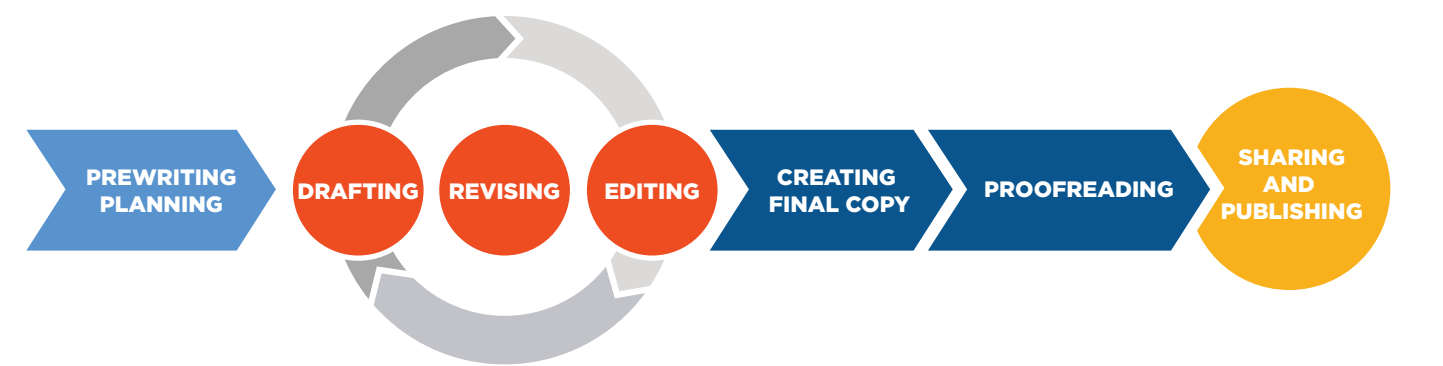 PREWRITING
PLANNING
DRAFTING
REVISING
EDITING
CREATING
FINAL COPY
PROOFREADING
SHARING
AND
PUBLISHING